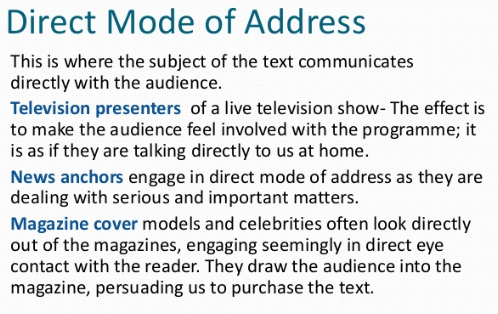 Direct Mode of Address
This is where the subject of the text communicates
directly with the audience.
Television presenters of a live television show- The effect is
to make the audience feel involved with the programme; it
is as if they are talking directly to us at home.
News anchors engage in direct mode of address as they are
dealing with serious and important matters.
Magazine cover models and celebrities often look directly
out of the magazines, engaging seemingly in direct eye
contact with the reader. They draw the audience into the
magazine, persuading us to purchase the text.